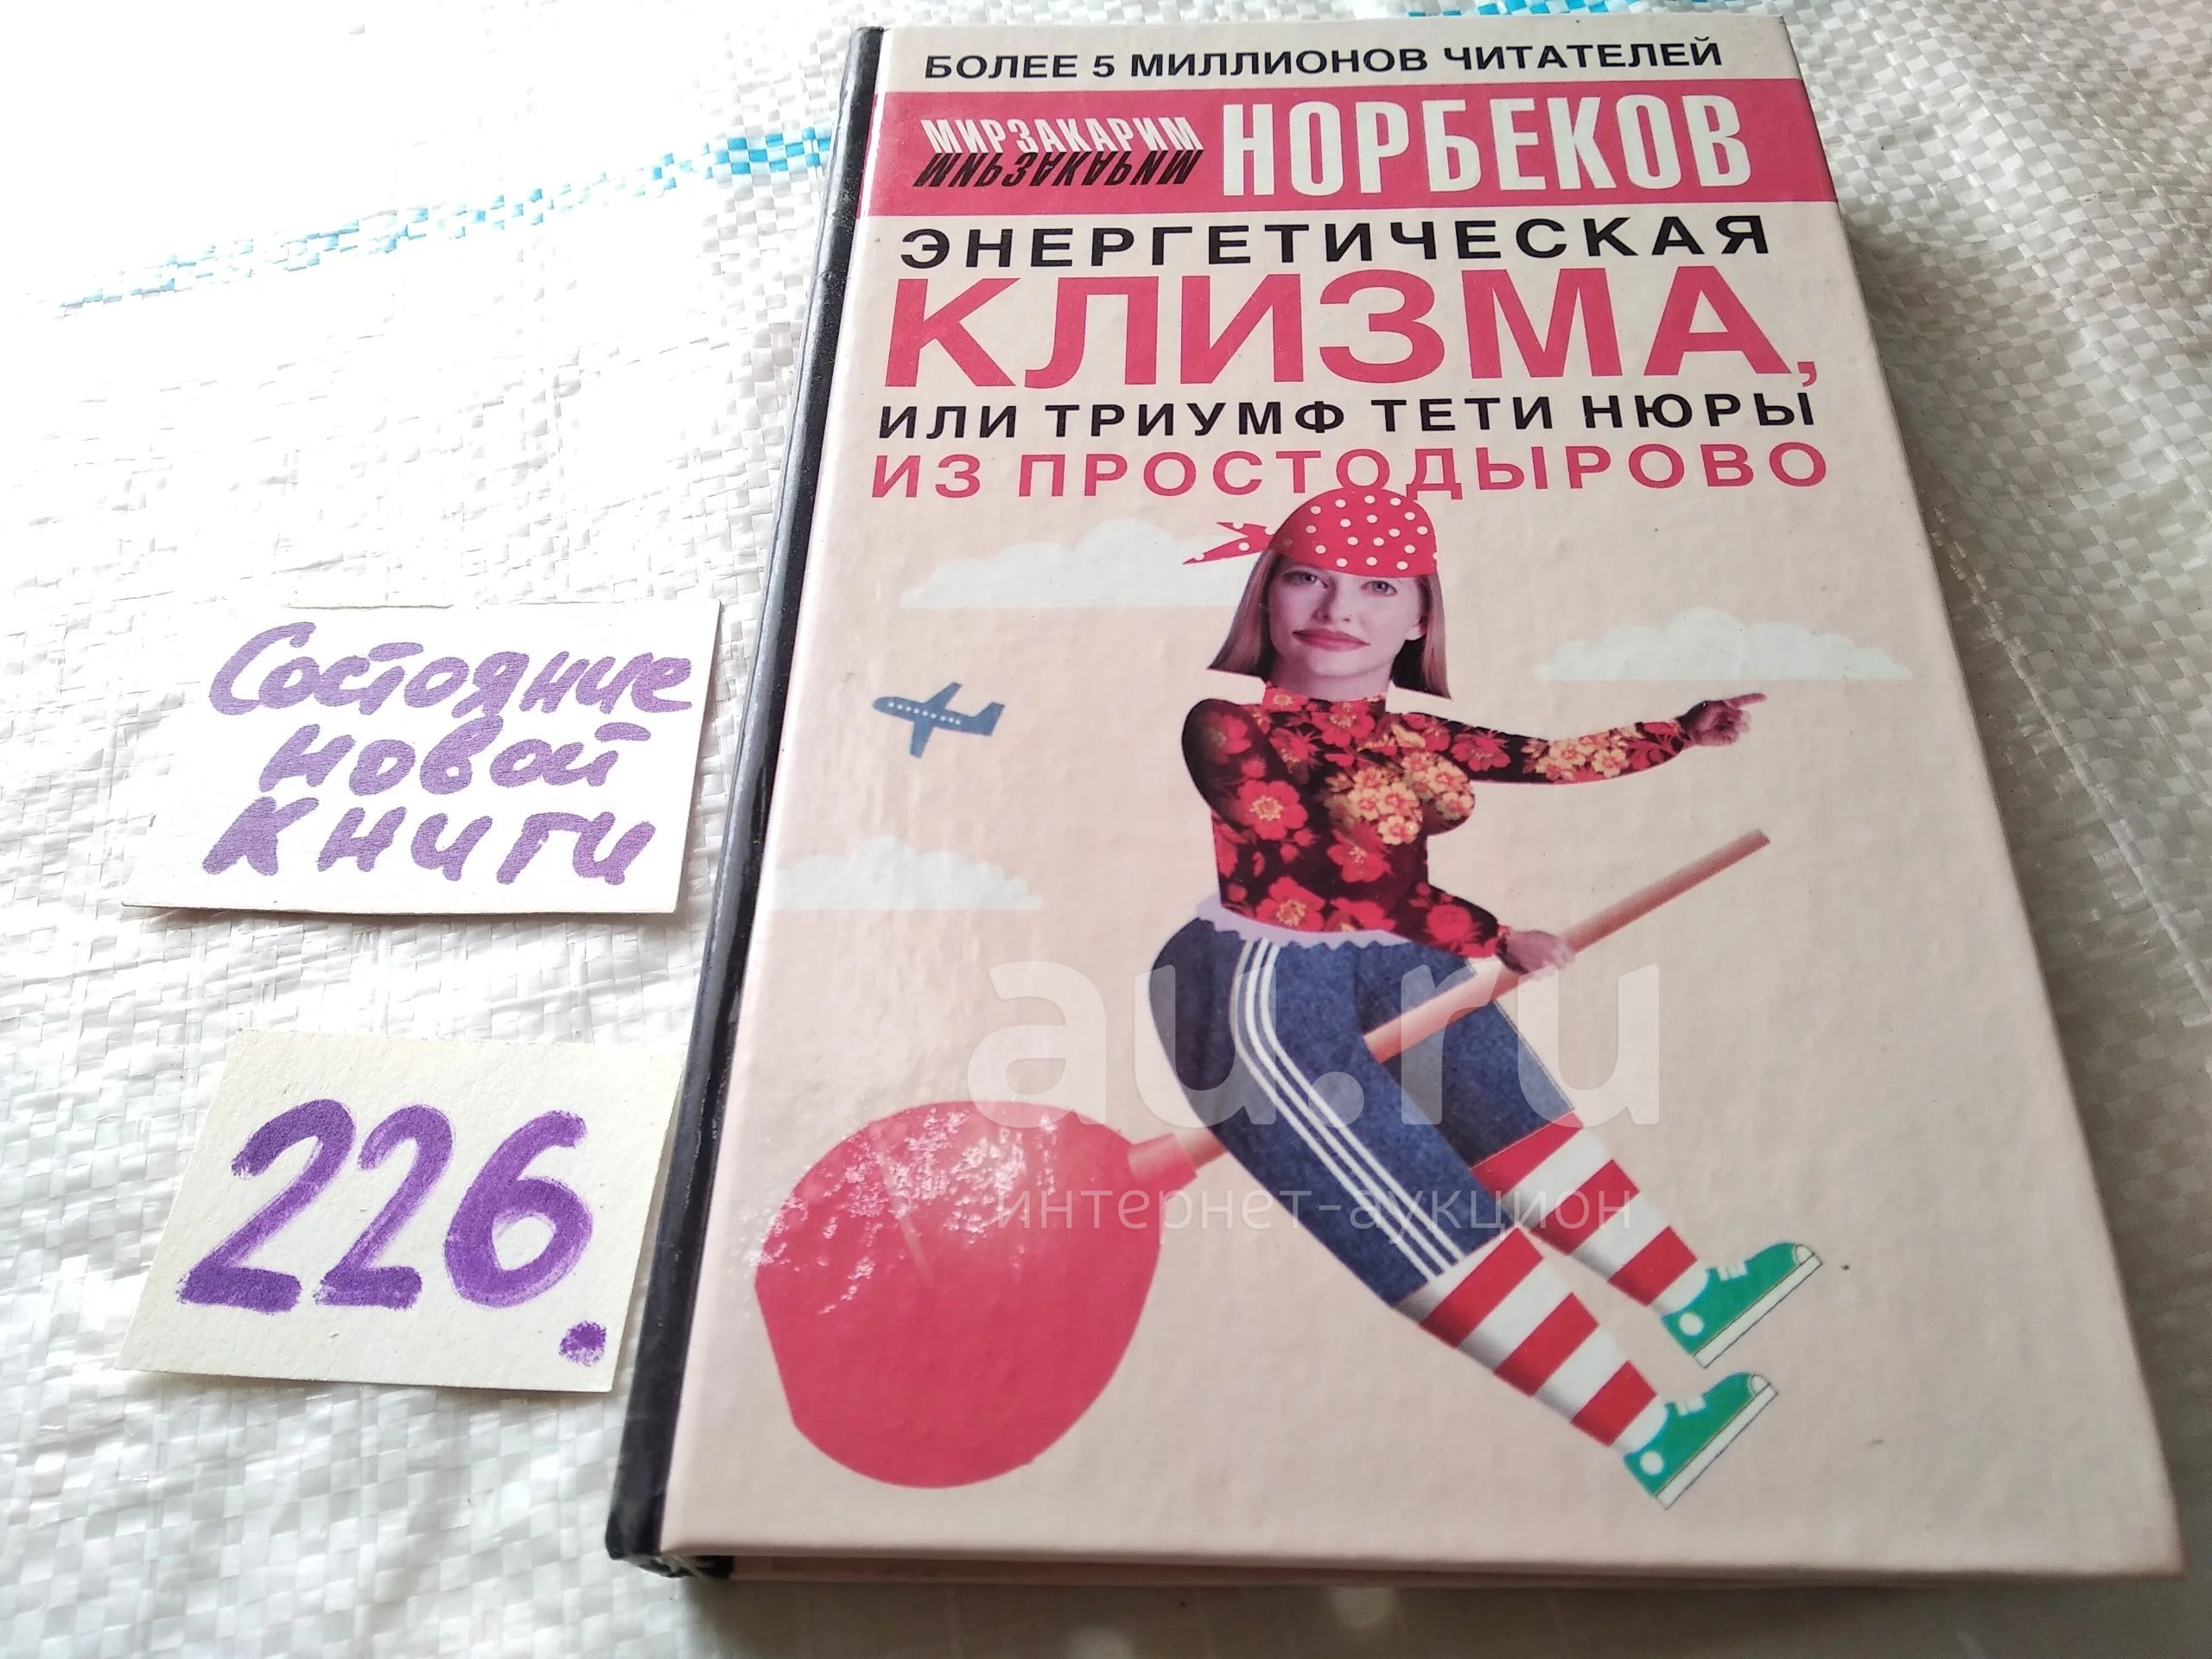 БОЛЕЕ 5 МИЛЛИОНОВ ЧИТАТЕЛЕЙ
МИРЗАКАРИМ НОРБЕКОВ
МИРЗАКАРИМ
ЭНЕРГЕТИЧЕСКАЯ
КЛИЗМА,
ИЛИ ТРИУМФ ТЕТИ НЮРЫ
ИЗ ПРОСТОДЫРОВО
Состояние
новой
Книги
226.
au.ru
интернет-аукцион